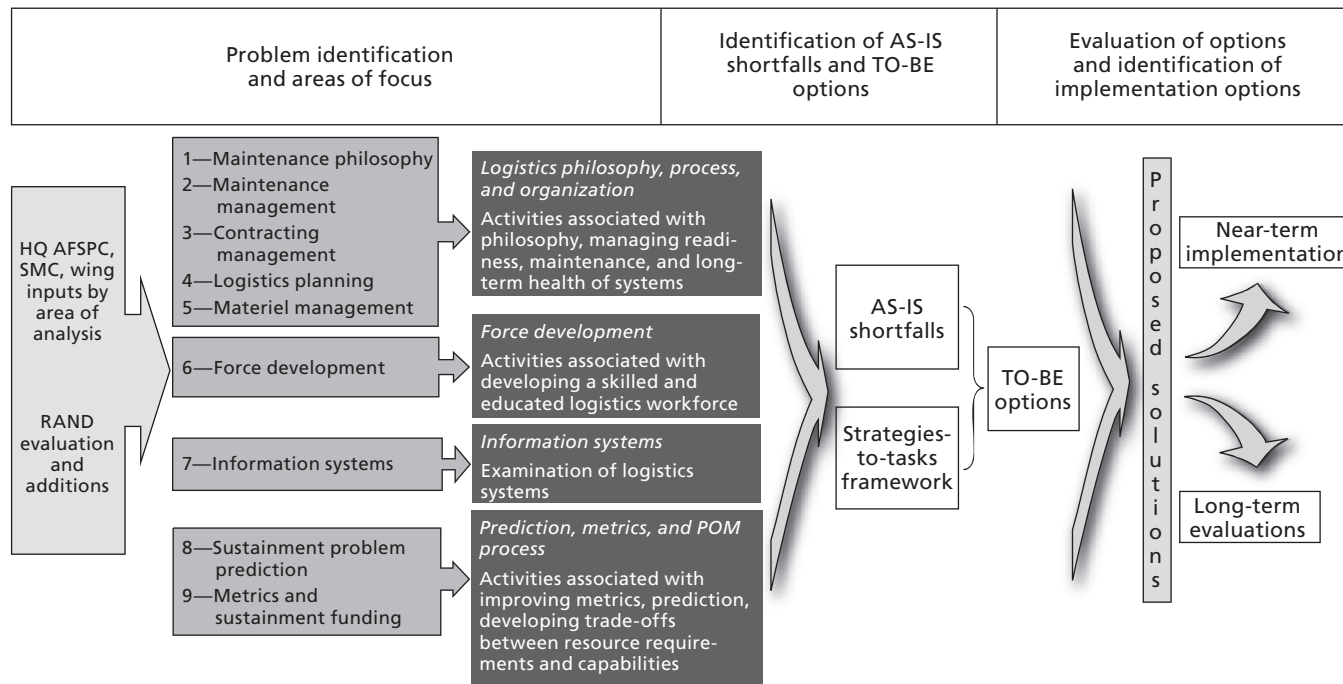 Problem identification
and areas of focus
Identification of AS-IS
shortfalls and TO-BE
options
Evaluation of options
and identification of
implementation options
HQ AFSPC,
SMC, wing
inputs by
area of
analysis
RAND
evaluation
and
additions
1—Maintenance philosophy
2—Maintenance
management
3—Contracting
management
4—Logistics planning
5—Materiel management
6—Force development
7—Information systems
8—Sustainment problem
prediction
9—Metrics and
sustainment funding
Logistics philosophy, process,
and organization
Activities associated with
philosophy, managing readi-
ness, maintenance, and long-
term health of systems
Force development
Activities associated with
developing a skilled and
educated logistics workforce
Information systems
Examination of logistics
systems
Prediction, metrics, and POM
process
Activities associated with
improving metrics, prediction,
developing trade-offs
between resource require-
ments and capabilities
AS-IS
shortfalls
Strategies-
to-tasks
framework
TO-BE
options
Proposed solutions
Near-term
implementation
Long-term
evaluations